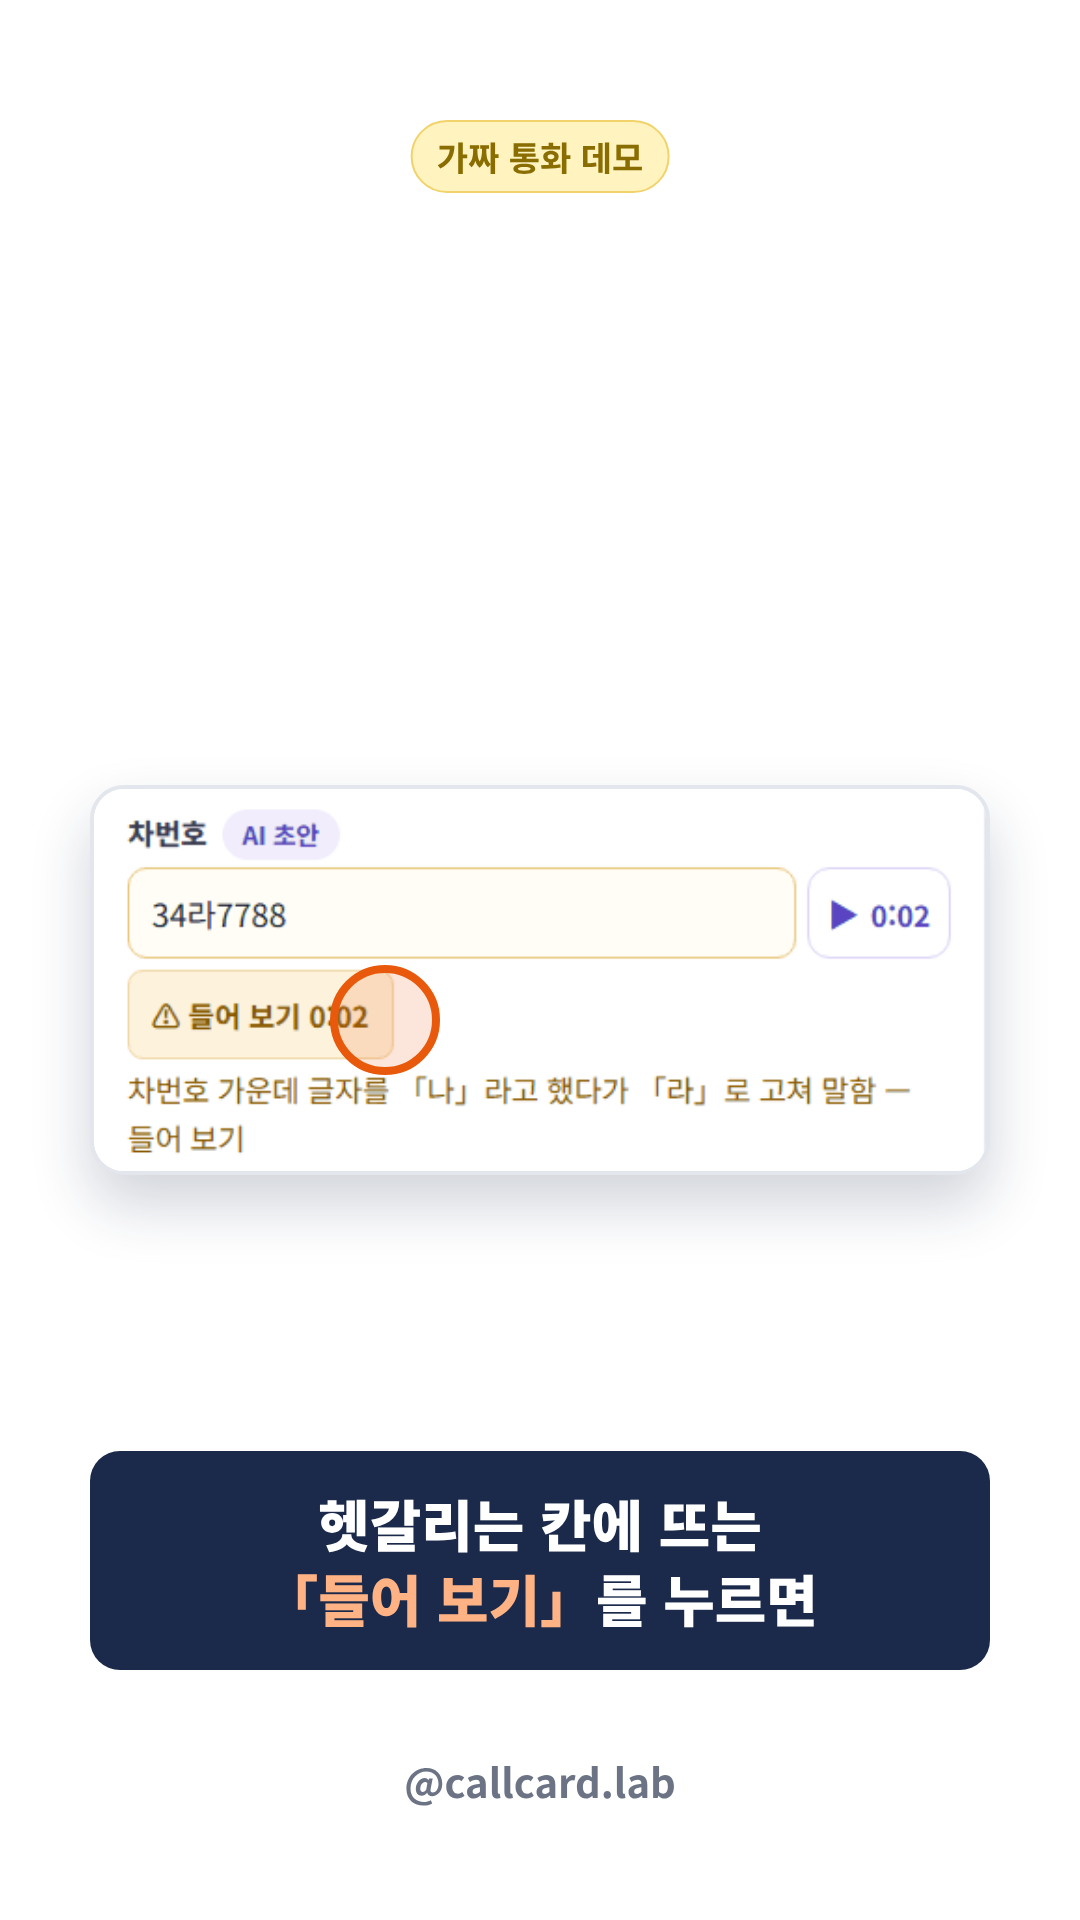 가짜 통화 데모
차번호 AI 초안
34라7788
▶ 0:02
⚠ 들어 보기 0:02
차번호 가운데 글자를 「나」라고 했다가 「라」로 고쳐 말함 —
들어 보기
헷갈리는 칸에 뜨는
「들어 보기」를 누르면
@callcard.lab